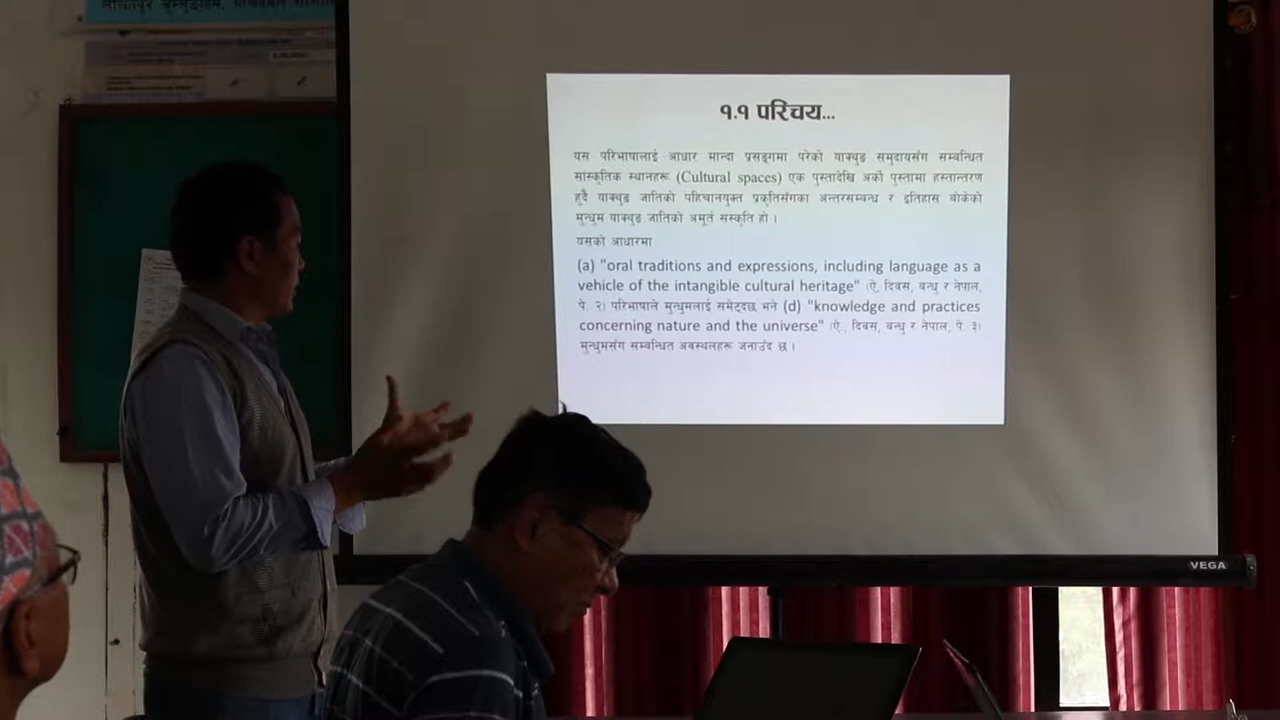 १.१ परिचय...
यस परिभाषालाई आधार मान्दा प्रसङ्गमा परेको याक्थुङ समुदायसँग सम्बन्धित
सांस्कृतिक स्थानहरू (Cultural spaces) एक पुस्तादेखि अर्को पुस्तामा हस्तान्तरण
हुदै याक्थुङ जातिको पहिचानयुक्त प्रकृतिसँगका अन्तरसम्बन्ध र इतिहास बोकेको
मुन्धुम याक्थुङ जातिको अमूर्त संस्कृति हो ।
यसको आधारमा
(a) "oral traditions and expressions, including language as a
vehicle of the intangible cultural heritage" (ऐ, दिवस, बन्धु र नेपाल,
पे. २) परिभाषाले मुन्धुमलाई समेट्दछ भने (d) "knowledge and practices
concerning nature and the universe" (ऐ., दिवस, बन्धु र नेपाल, पे. ३)
मुन्धुमसँग सम्बन्धित अवस्थलहरू जनाउँद छ ।
VEGA